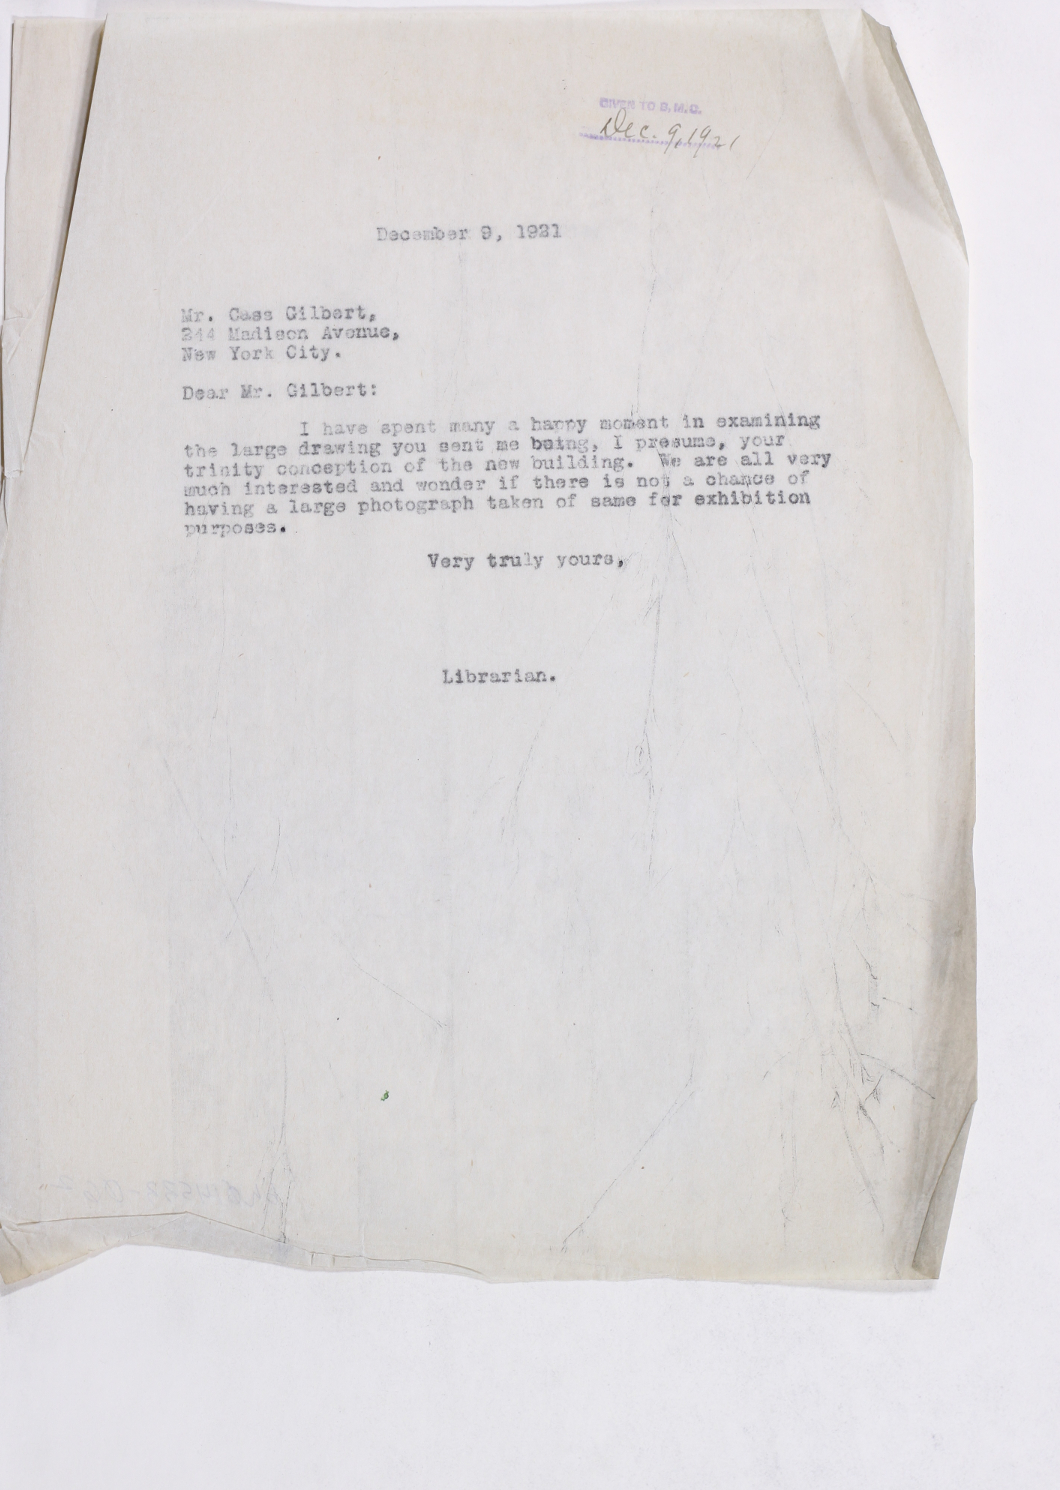 GIVEN TO B.M.C.
Dec. 9, 1921
December 9, 1921
Mr. Cass Gilbert,
244 Madison Avenue,
New York City.
Dear Mr. Gilbert:
I have spent many a happy moment in examining
the large drawing you sent me being, I presume, your
trinity conception of the new building. We are all very
much interested and wonder if there is not a chance of
having a large photograph taken of same for exhibition
purposes.
Very truly yours,
Librarian.